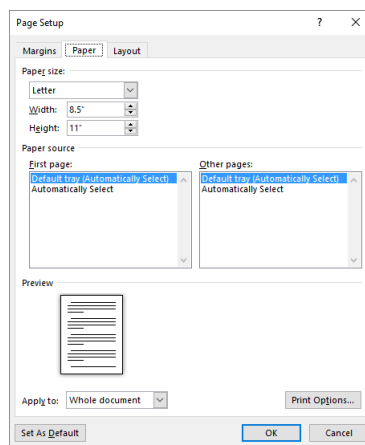 Page Setup ? ×
Margins Paper Layout
Paper size:
Letter
Width: 8.5"
Height: 11"
Paper source
First page: Other pages:
Default tray (Automatically Select) Default tray (Automatically Select)
Automatically Select Automatically Select
Preview
Apply to: Whole document Print Options...
Set As Default OK Cancel